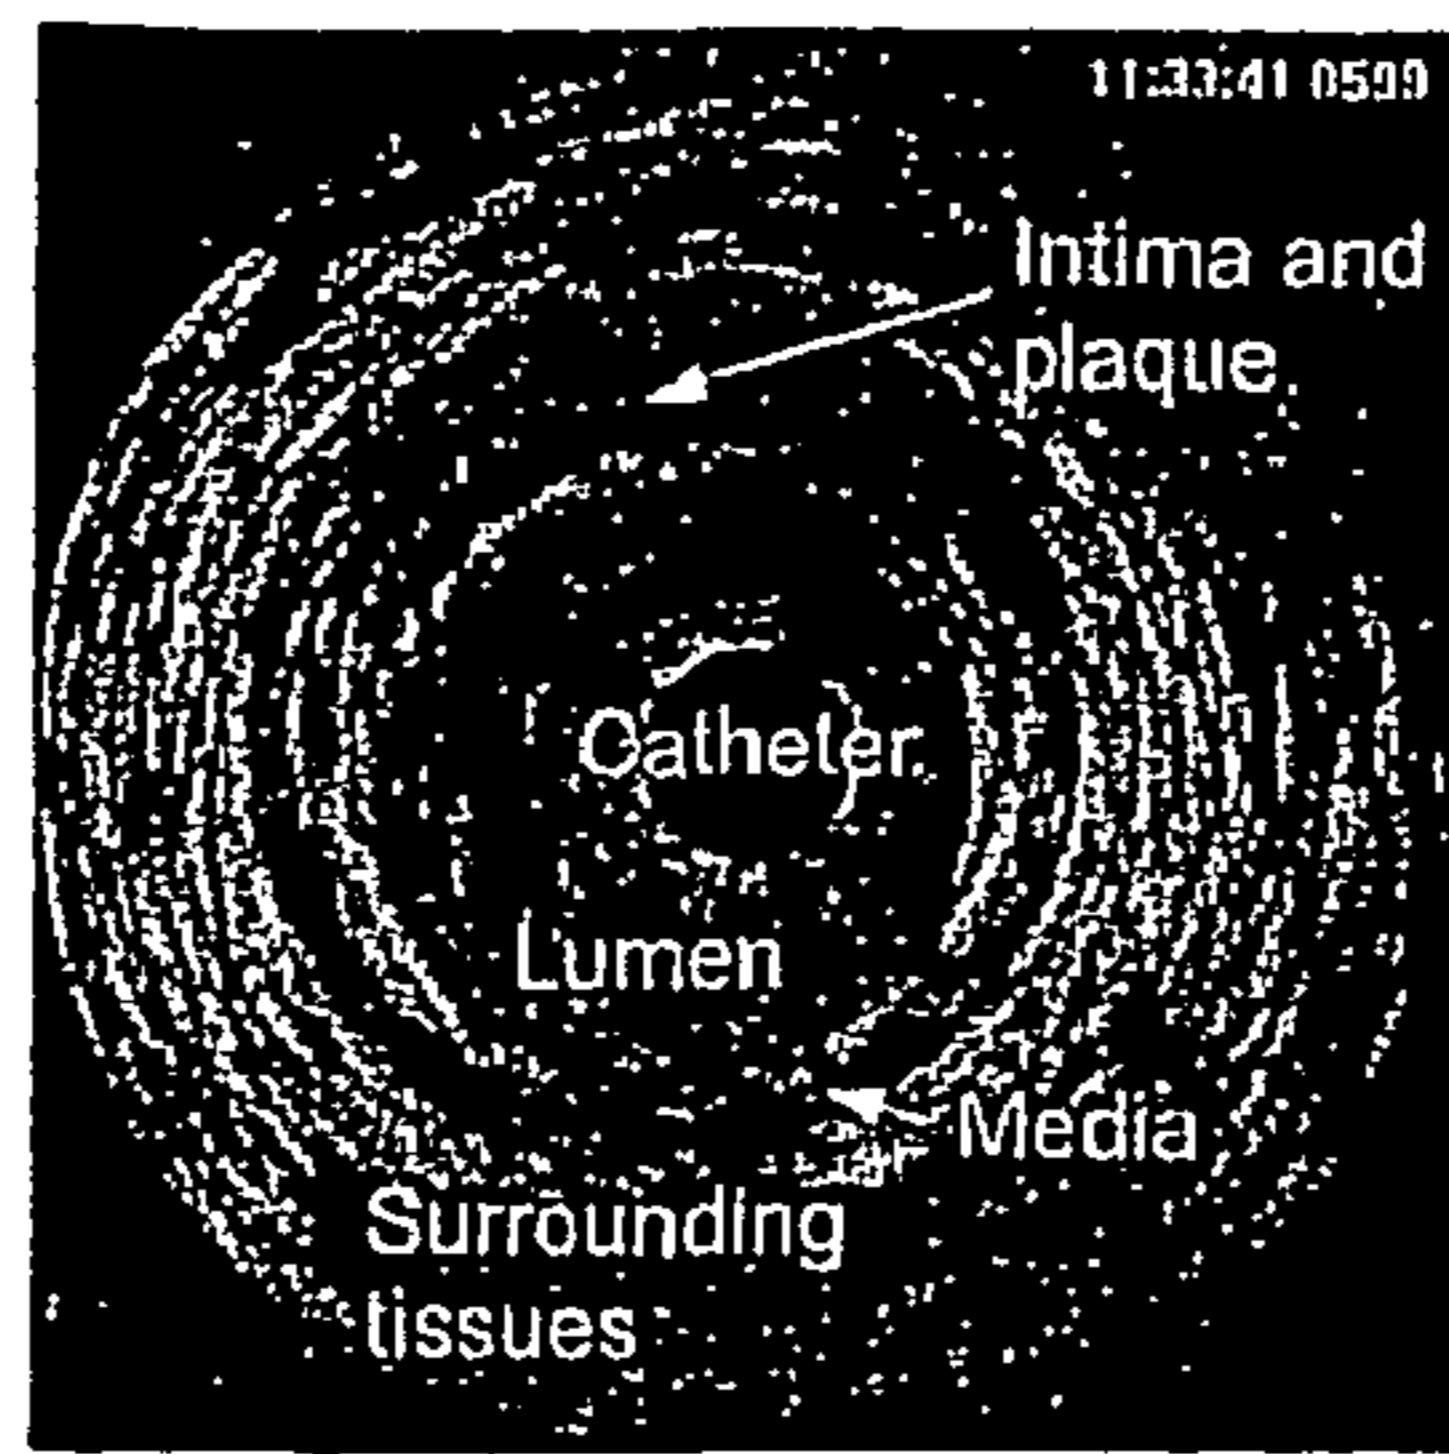 11:33:41 0599
Intima and
plaque
Catheter
Lumen
Media
Surrounding
tissues